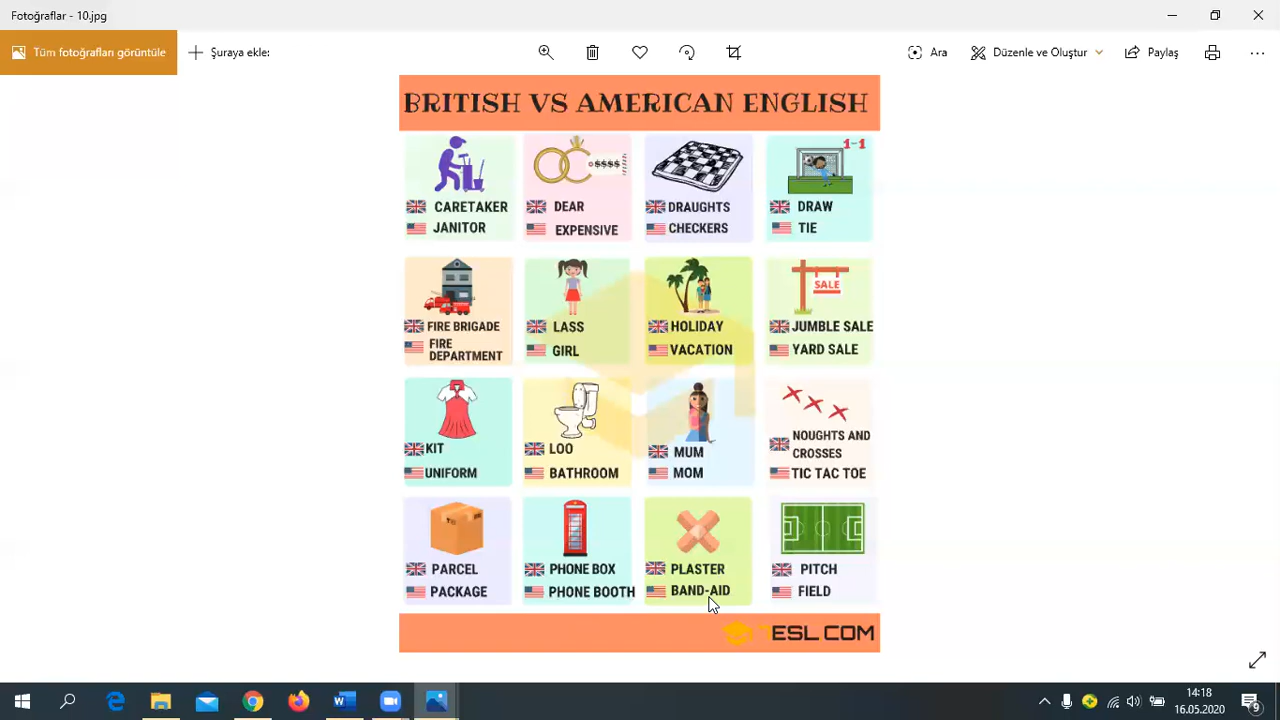 Fotoğraflar - 10.jpg
Tüm fotoğrafları görüntüle
Şuraya ekle:
Ara
Düzenle ve Oluştur
Paylaş
BRITISH VS AMERICAN ENGLISH
CARETAKER
JANITOR
$$$$
DEAR
EXPENSIVE
DRAUGHTS
CHECKERS
1-1
DRAW
TIE
FIRE BRIGADE
FIRE
DEPARTMENT
LASS
GIRL
HOLIDAY
VACATION
SALE
JUMBLE SALE
YARD SALE
KIT
UNIFORM
LOO
BATHROOM
MUM
MOM
NOUGHTS AND
CROSSES
TIC TAC TOE
PARCEL
PACKAGE
PHONE BOX
PHONE BOOTH
PLASTER
BAND-AID
PITCH
FIELD
7ESL COM
14:18
16.05.2020
9